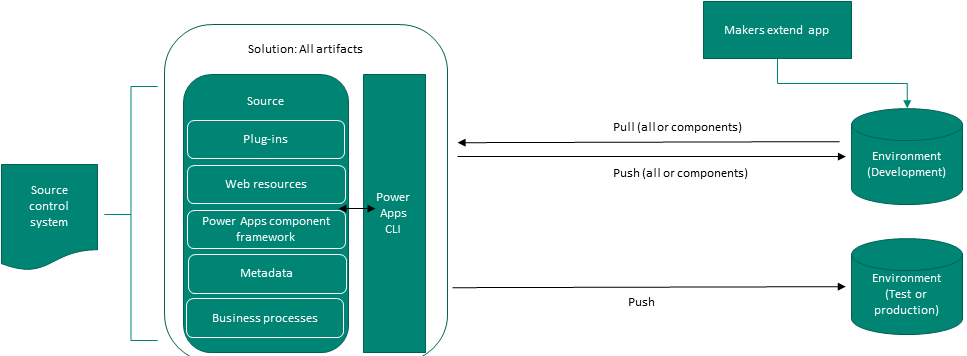 Makers extend app
Solution: All artifacts
Source
Plug-ins
Web resources
Power Apps component
framework
Metadata
Business processes
Power
Apps
CLI
Source
control
system
Pull (all or components)
Push (all or components)
Environment
(Development)
Push
Environment
(Test or
production)